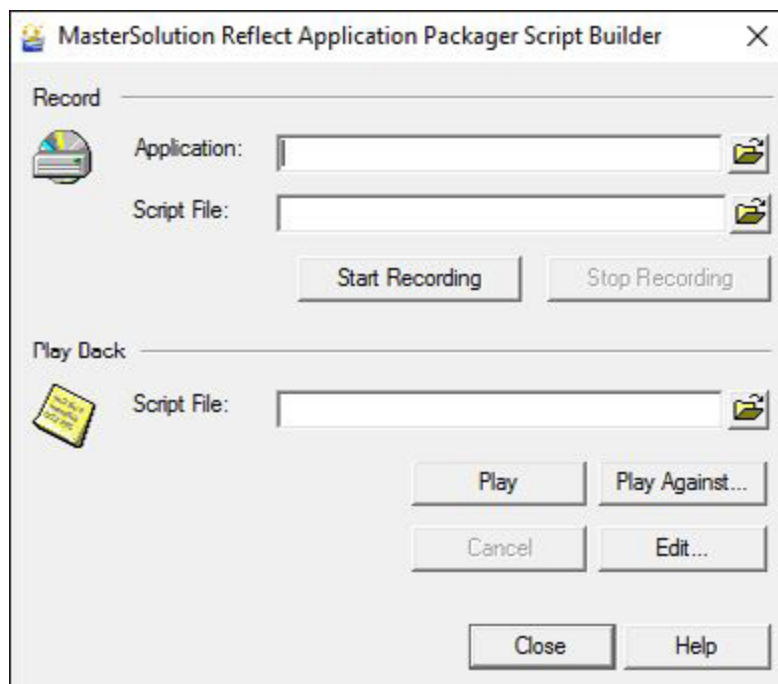 MasterSolution Reflect Application Packager Script Builder
Record
Application:
Script File:
Start Recording Stop Recording
Play Back
Script File:
Play Play Against...
Cancel Edit...
Close Help